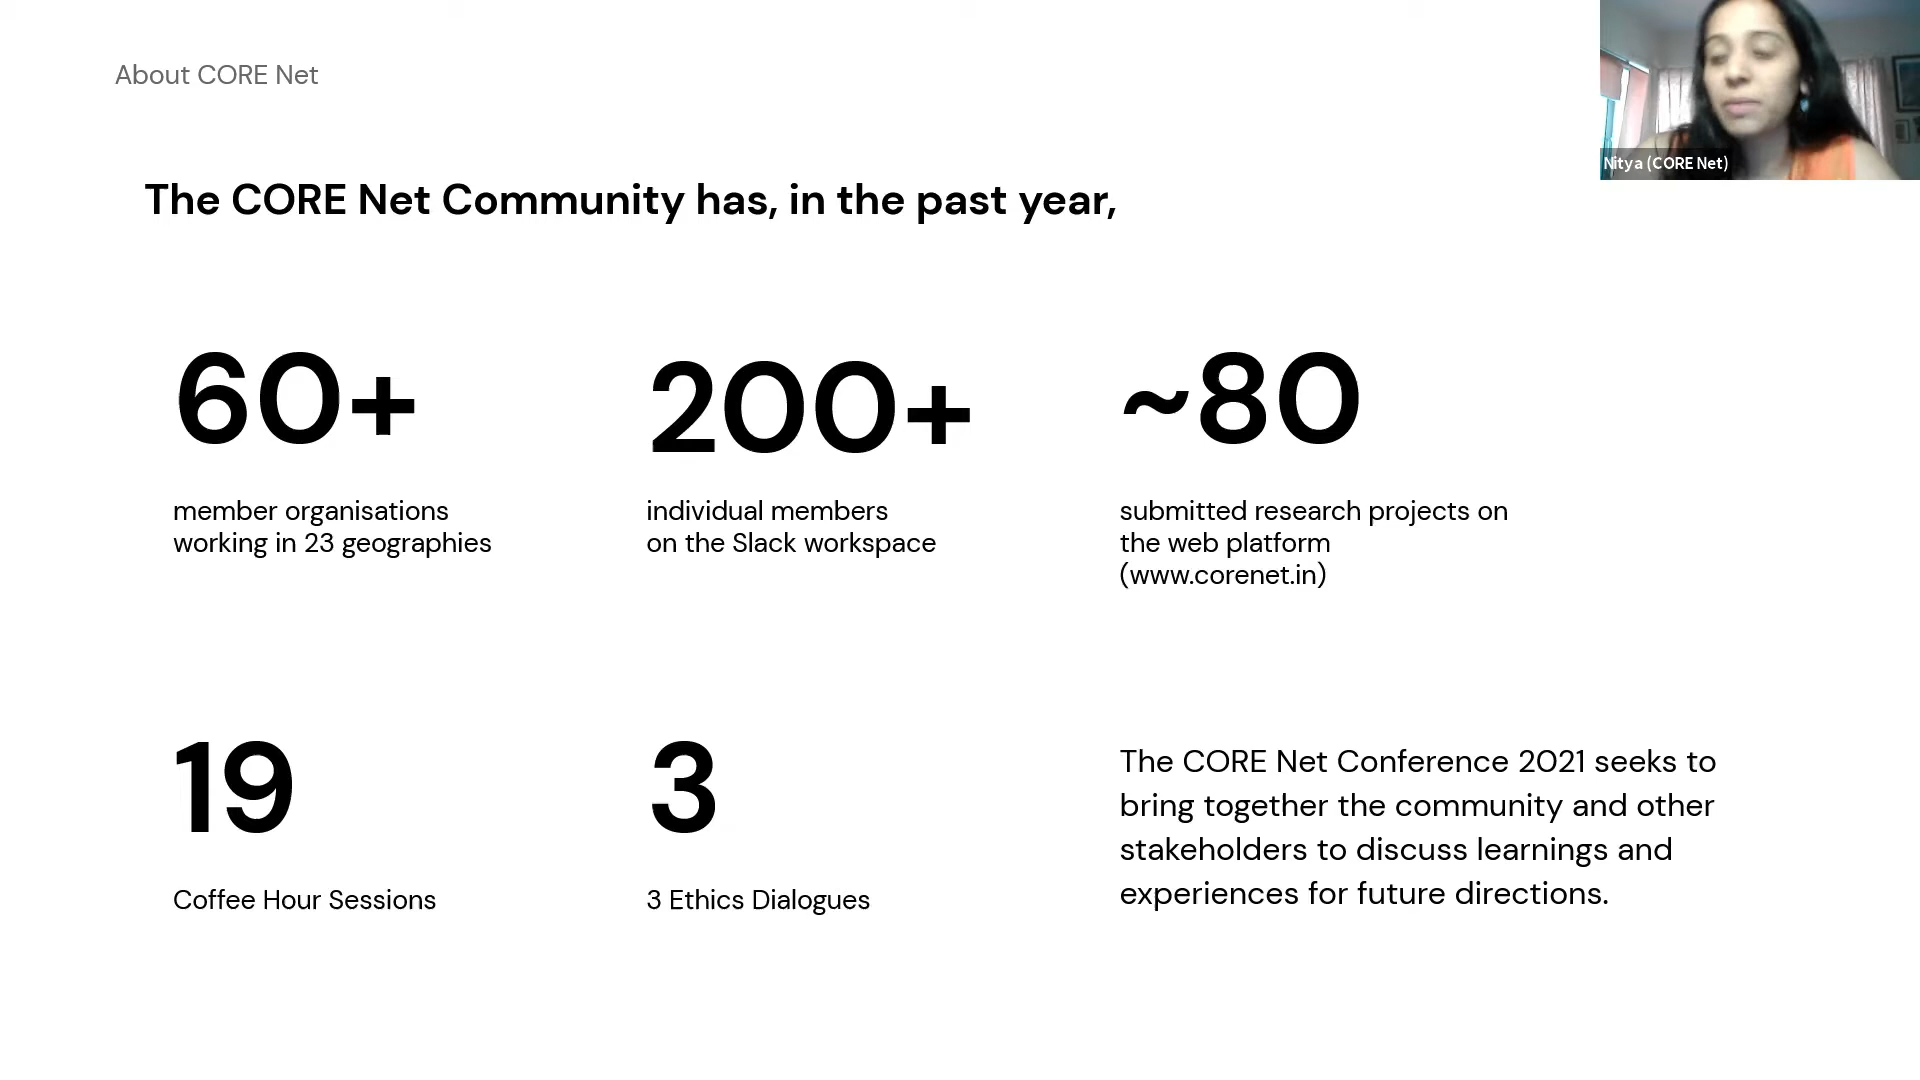 About CORE Net
Nitya (CORE Net)
The CORE Net Community has, in the past year,
60+
member organisations
working in 23 geographies
200+
individual members
on the Slack workspace
~80
submitted research projects on
the web platform
(www.corenet.in)
19
Coffee Hour Sessions
3
3 Ethics Dialogues
The CORE Net Conference 2021 seeks to
bring together the community and other
stakeholders to discuss learnings and
experiences for future directions.